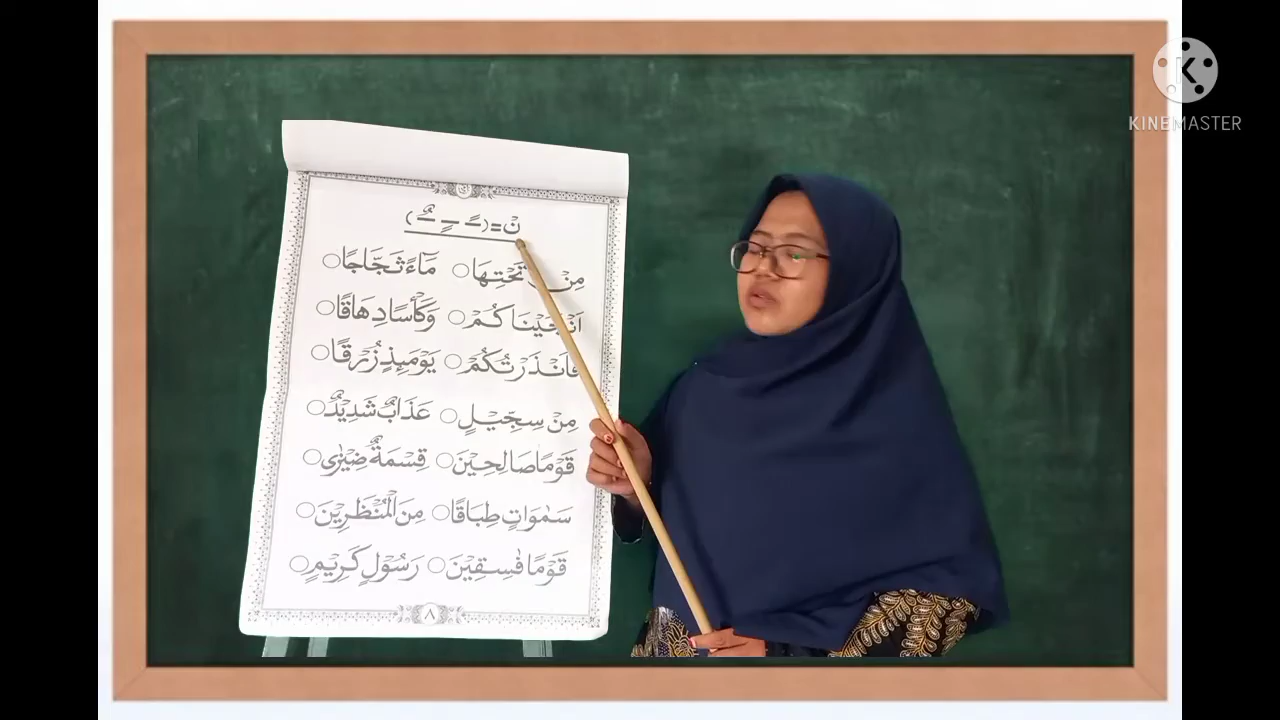 نْ=(ـًـ ـٍـ ـٌـ)
مِنْ تَحْتِهَا ○ مَّاءً ثَجَّاجًا ○
اَنْجَيْنَاكُمْ ○ وَكَأْسًا دِهَاقًا ○
فَاَنْذَرْتُكُمْ ○ يَوْمَئِذٍ زُرْقًا ○
مِنْ سِجِّيْلٍ ○ عَذَابٌ شَدِيْدٌ ○
قَوْمًا صَالِحِيْنَ ○ قِسْمَةٌ ضِيْزٰى ○
سَمٰوَاتٍ طِبَاقًا ○ مِنَ الْمُنْظَرِيْنَ ○
قَوْمًا فٰسِقِيْنَ ○ رَسُوْلٍ كَرِيْمٍ ○
٨
KINEMASTER